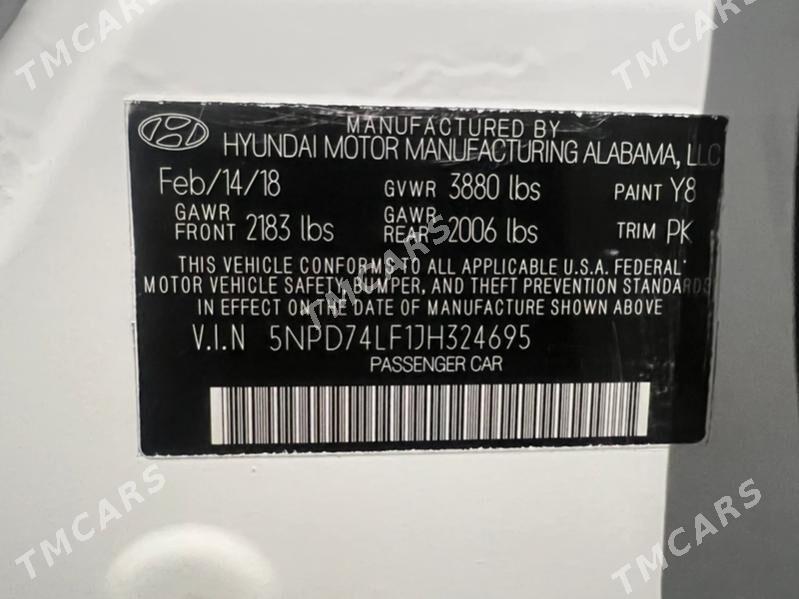 TMCARS
TMCARS
TMCARS
MANUFACTURED BY
HYUNDAI MOTOR MANUFACTURING ALABAMA, LLC
Feb/14/18 GVWR 3880 lbs PAINT Y8
GAWR FRONT 2183 lbs GAWR REAR 2006 lbs TRIM PK
THIS VEHICLE CONFORMS TO ALL APPLICABLE U.S.A. FEDERAL
MOTOR VEHICLE SAFETY, BUMPER, AND THEFT PREVENTION STANDARDS
IN EFFECT ON THE DATE OF MANUFACTURE SHOWN ABOVE
TMCARS
V.I.N 5NPD74LF1JH324695
PASSENGER CAR
TMCARS
TMCARS
TMCARS